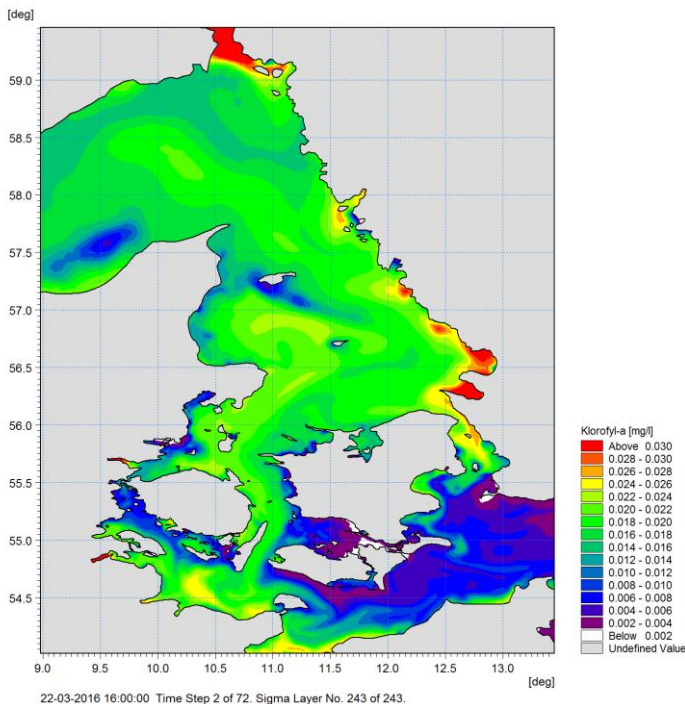 [deg]
59.0
58.5
58.0
57.5
57.0
56.5
56.0
55.5
55.0
54.5
9.0 9.5 10.0 10.5 11.0 11.5 12.0 12.5 13.0
[deg]
Klorofyl-a [mg/l]
Above 0.030
0.028 - 0.030
0.026 - 0.028
0.024 - 0.026
0.022 - 0.024
0.020 - 0.022
0.018 - 0.020
0.016 - 0.018
0.014 - 0.016
0.012 - 0.014
0.010 - 0.012
0.008 - 0.010
0.006 - 0.008
0.004 - 0.006
0.002 - 0.004
Below 0.002
Undefined Value
22-03-2016 16:00:00 Time Step 2 of 72. Sigma Layer No. 243 of 243.